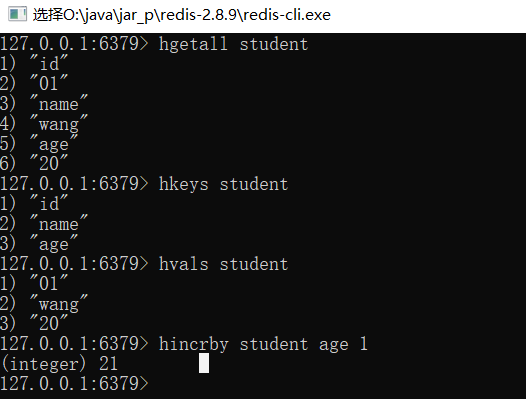 选择O:\java\jar_p\redis-2.8.9\redis-cli.exe
127.0.0.1:6379> hgetall student
1) "id"
2) "01"
3) "name"
4) "wang"
5) "age"
6) "20"
127.0.0.1:6379> hkeys student
1) "id"
2) "name"
3) "age"
127.0.0.1:6379> hvals student
1) "01"
2) "wang"
3) "20"
127.0.0.1:6379> hincrby student age 1
(integer) 21
127.0.0.1:6379>